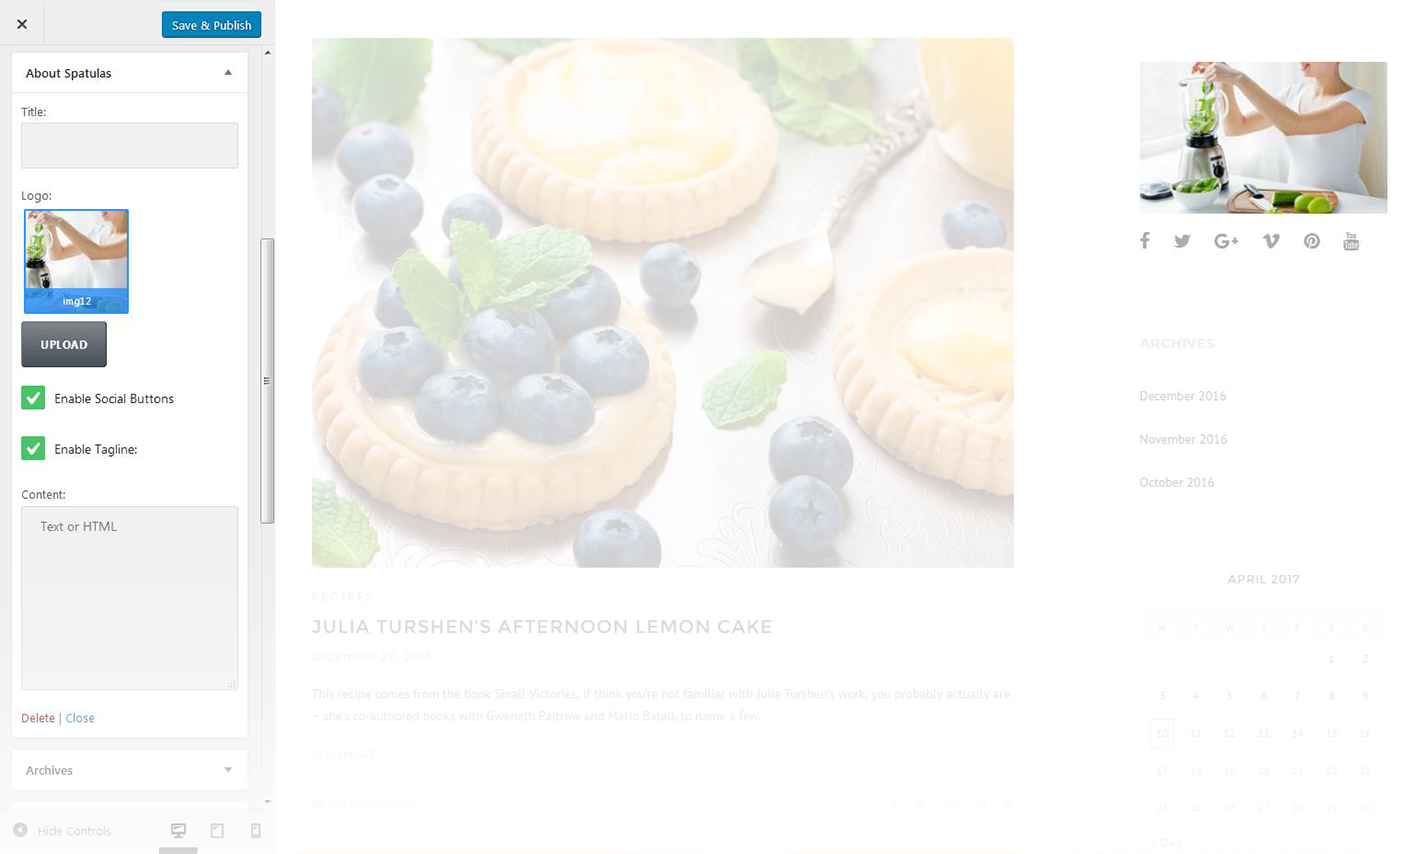 Save & Publish
About Spatulas
Title:
Logo:
img12
UPLOAD
Enable Social Buttons
Enable Tagline:
Content:
Text or HTML
Delete | Close
Archives
Hide Controls
RECIPES
JULIA TURSHEN'S AFTERNOON LEMON CAKE
December 20, 2016
This recipe comes from the book Small Victories. If think you're not familiar with Julia Turshen's work, you probably actually are
– she's co-authored books with Gweneth Paltrow and Mario Batali, to name a few.
READ MORE
No comment(s)
You
Tube
ARCHIVES
December 2016
November 2016
October 2016
APRIL 2017
M T W T F S S
1 2
3 4 5 6 7 8 9
10 11 12 13 14 15 16
17 18 19 20 21 22 23
24 25 26 27 28 29 30
« Dec